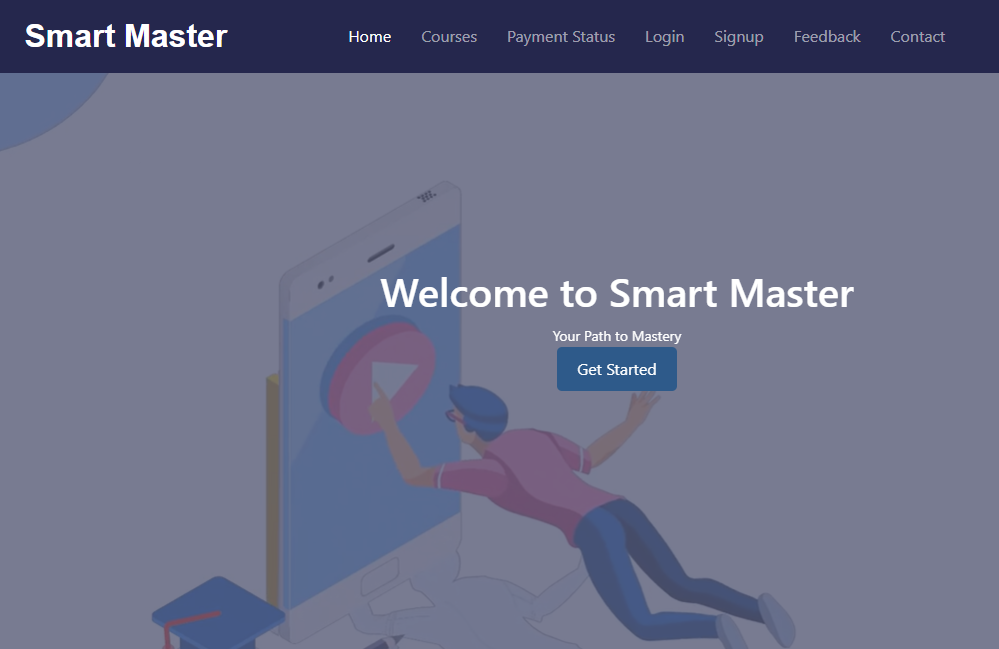 Smart Master
Home Courses Payment Status Login Signup Feedback Contact
Welcome to Smart Master
Your Path to Mastery
Get Started